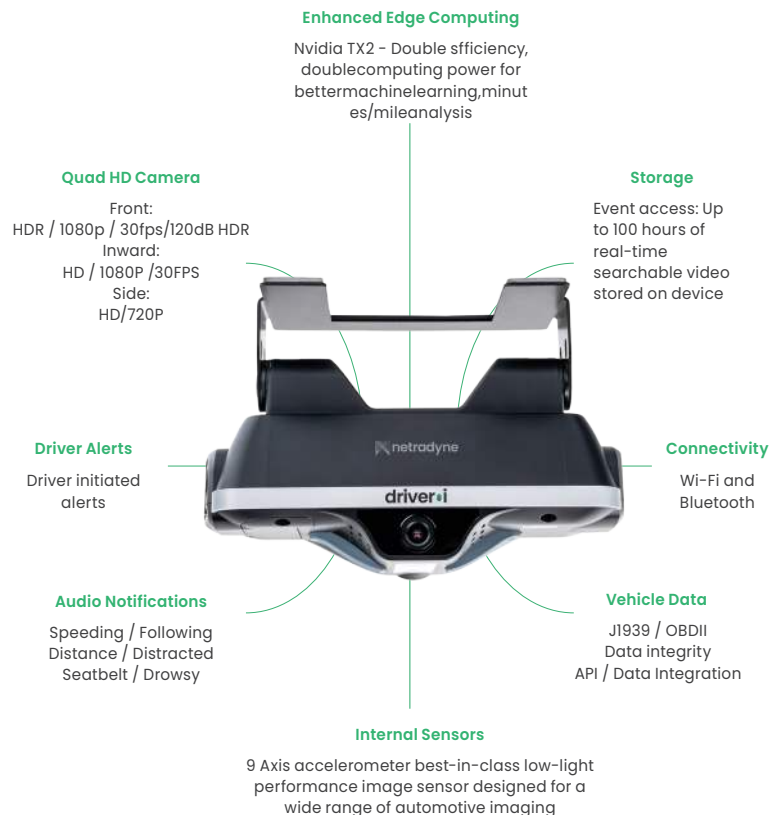 Enhanced Edge Computing
Nvidia TX2 - Double sfficiency,
doublecomputing power for
bettermachinelearning,minut
es/mileanalysis
Quad HD Camera
Front:
HDR / 1080p / 30fps/120dB HDR
Inward:
HD / 1080P /30FPS
Side:
HD/720P
Storage
Event access: Up
to 100 hours of
real-time
searchable video
stored on device
netradyne
driver•i
Driver Alerts
Driver initiated
alerts
Connectivity
Wi-Fi and
Bluetooth
Audio Notifications
Speeding / Following
Distance / Distracted
Seatbelt / Drowsy
Vehicle Data
J1939 / OBDII
Data integrity
API / Data Integration
Internal Sensors
9 Axis accelerometer best-in-class low-light
performance image sensor designed for a
wide range of automotive imaging